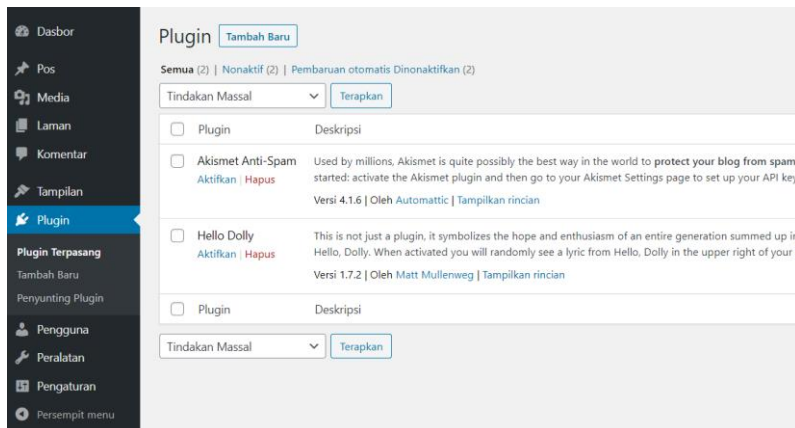 Dasbor
Pos
Media
Laman
Komentar
Tampilan
Plugin
Plugin Terpasang
Tambah Baru
Penyunting Plugin
Pengguna
Peralatan
Pengaturan
Persempit menu
Plugin Tambah Baru
Semua (2) | Nonaktif (2) | Pembaruan otomatis Dinonaktifkan (2)
Tindakan Massal Terapkan
Plugin Deskripsi
Akismet Anti-Spam
Aktifkan | Hapus
Used by millions, Akismet is quite possibly the best way in the world to protect your blog from spam
started: activate the Akismet plugin and then go to your Akismet Settings page to set up your API key
Versi 4.1.6 | Oleh Automattic | Tampilkan rincian
Hello Dolly
Aktifkan | Hapus
This is not just a plugin, it symbolizes the hope and enthusiasm of an entire generation summed up in
Hello, Dolly. When activated you will randomly see a lyric from Hello, Dolly in the upper right of your
Versi 1.7.2 | Oleh Matt Mullenweg | Tampilkan rincian
Plugin Deskripsi
Tindakan Massal Terapkan